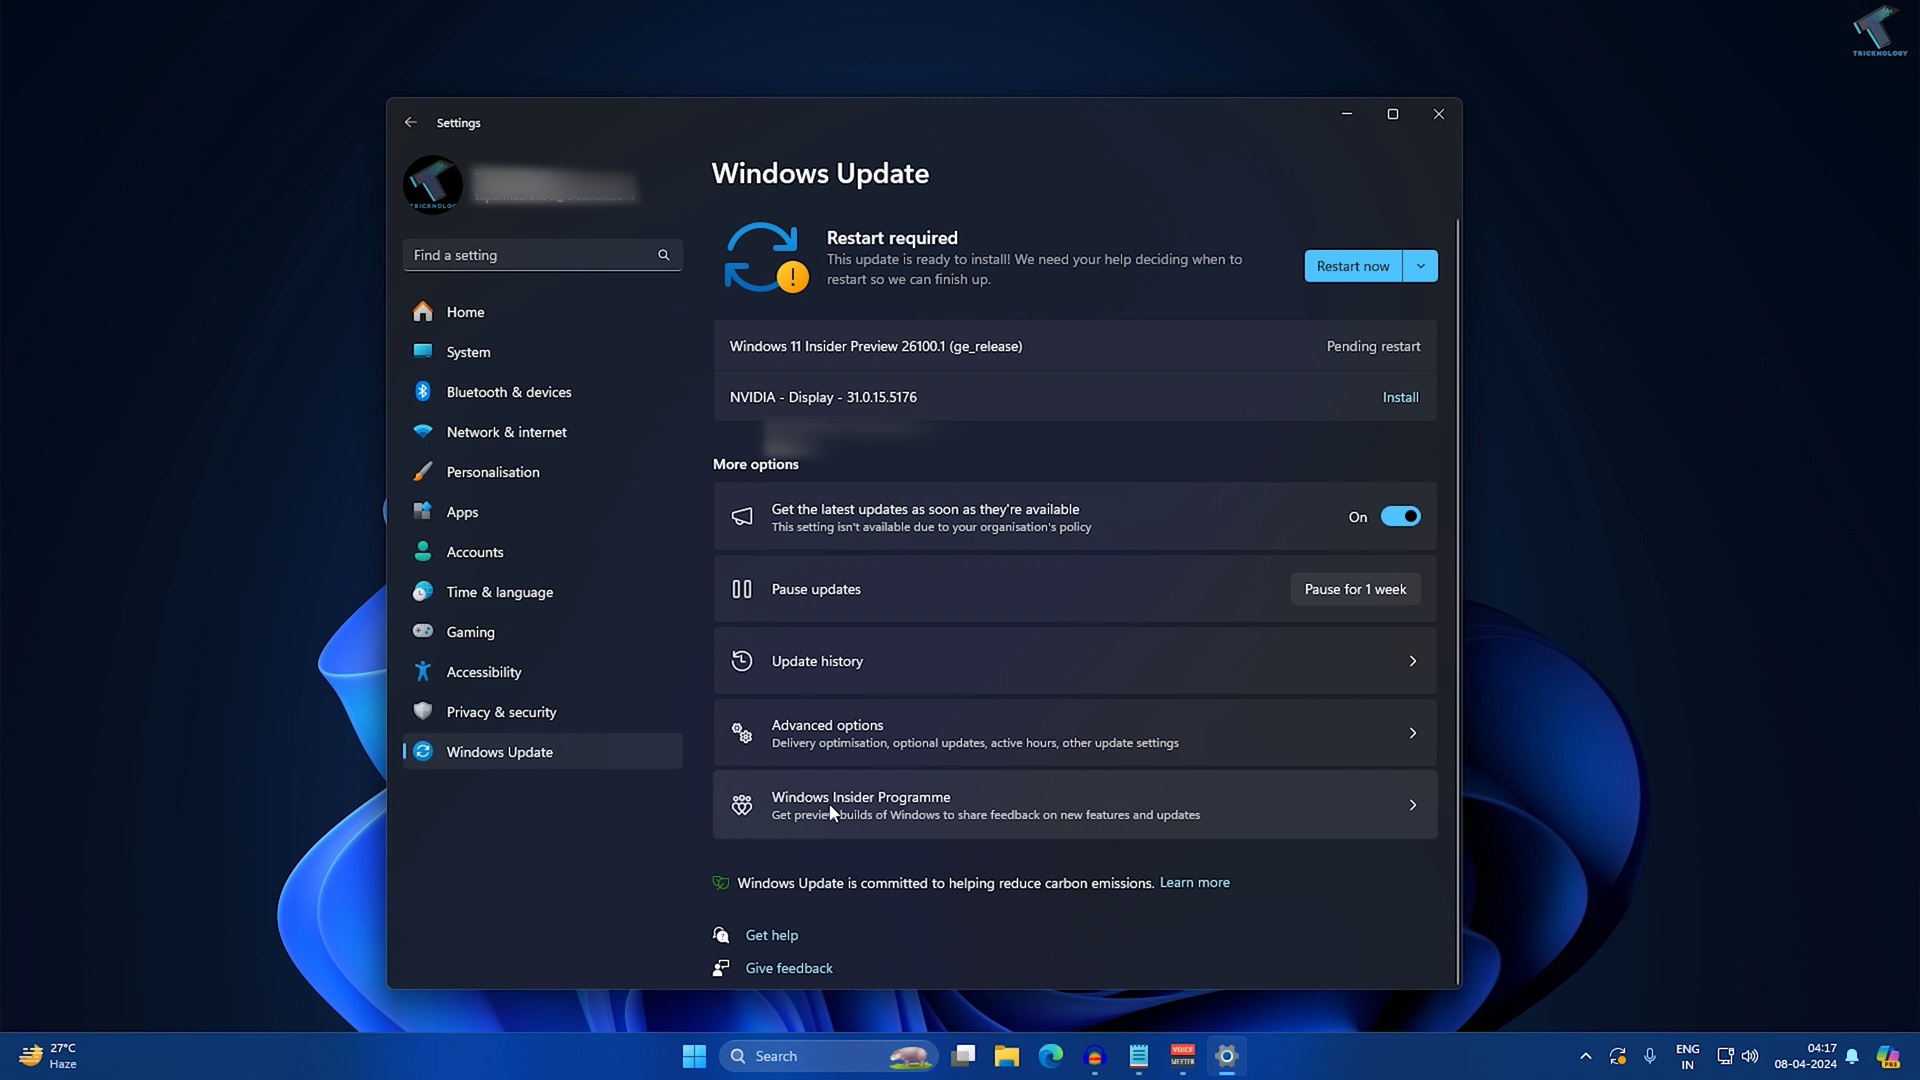 TRICKNOLOGY
Settings
Windows Update
Find a setting
Restart required
This update is ready to install! We need your help deciding when to
restart so we can finish up.
Restart now
Home
System
Bluetooth & devices
Network & internet
Personalisation
Apps
Accounts
Time & language
Gaming
Accessibility
Privacy & security
Windows Update
Windows 11 Insider Preview 26100.1 (ge_release)
Pending restart
NVIDIA - Display - 31.0.15.5176
Install
More options
Get the latest updates as soon as they're available
This setting isn't available due to your organisation's policy
On
Pause updates
Pause for 1 week
Update history
Advanced options
Delivery optimisation, optional updates, active hours, other update settings
Windows Insider Programme
Get preview builds of Windows to share feedback on new features and updates
Windows Update is committed to helping reduce carbon emissions. Learn more
Get help
Give feedback
27°C
Haze
Search
VOICE
MEETER
ENG
IN
04:17
08-04-2024
PRE